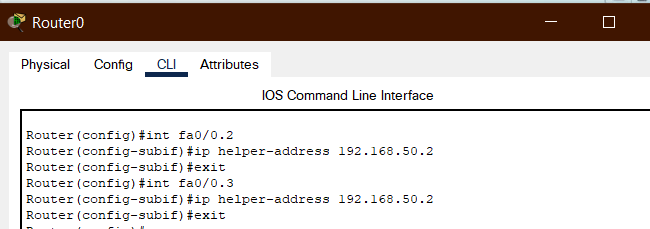 Router0
Physical Config CLI Attributes
IOS Command Line Interface
Router(config)#int fa0/0.2
Router(config-subif)#ip helper-address 192.168.50.2
Router(config-subif)#exit
Router(config)#int fa0/0.3
Router(config-subif)#ip helper-address 192.168.50.2
Router(config-subif)#exit